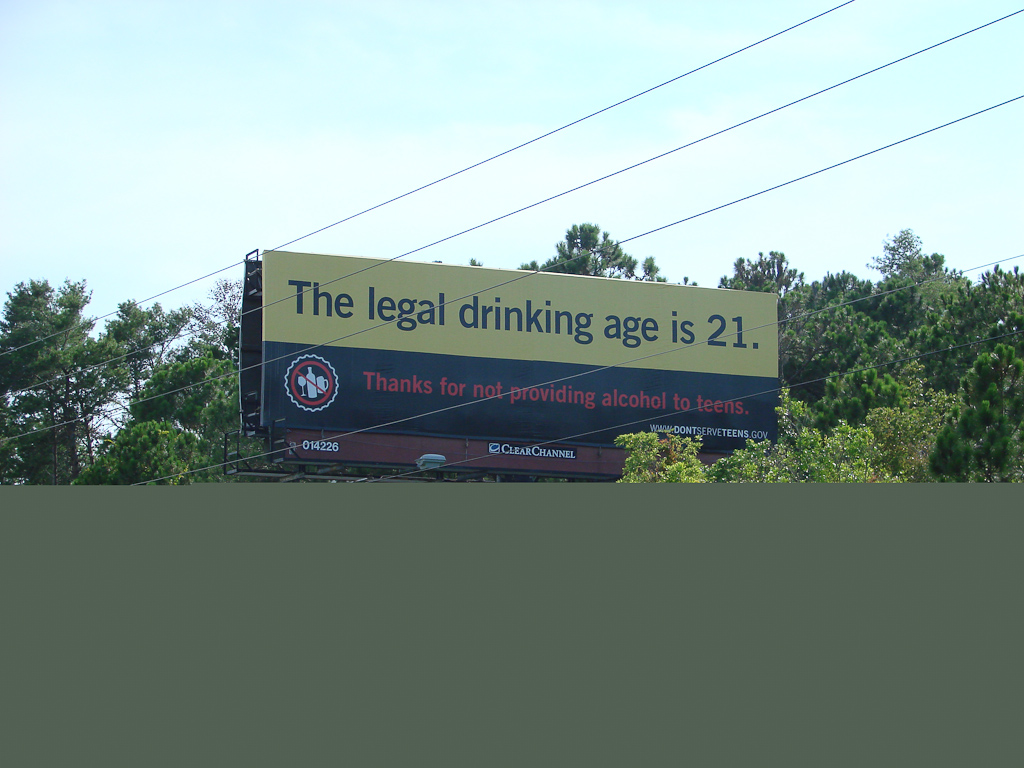 The legal drinking age is 21.
Thanks for not providing alcohol to teens.
WWW.DONTSERVETEENS.GOV
014226
CLEARCHANNEL